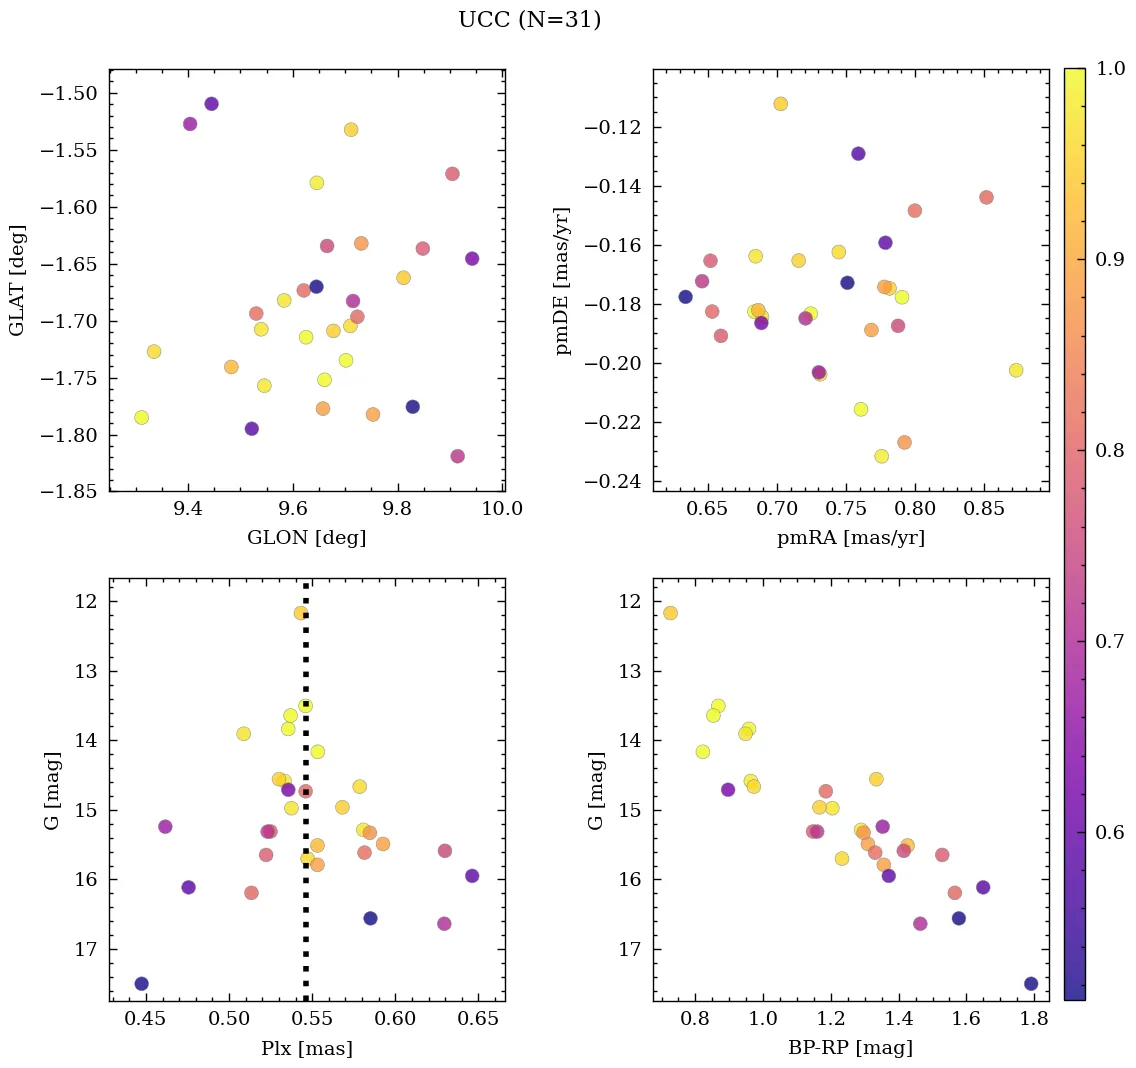 UCC (N=31)
−1.50
−1.55
−1.60
−1.65
−1.70
−1.75
−1.80
−1.85
GLAT [deg]
9.4 9.6 9.8 10.0
GLON [deg]
−0.12
−0.14
−0.16
−0.18
−0.20
−0.22
−0.24
pmDE [mas/yr]
0.65 0.70 0.75 0.80 0.85
pmRA [mas/yr]
12
13
14
15
16
17
G [mag]
0.45 0.50 0.55 0.60 0.65
Plx [mas]
12
13
14
15
16
17
G [mag]
0.8 1.0 1.2 1.4 1.6 1.8
BP-RP [mag]
1.0
0.9
0.8
0.7
0.6